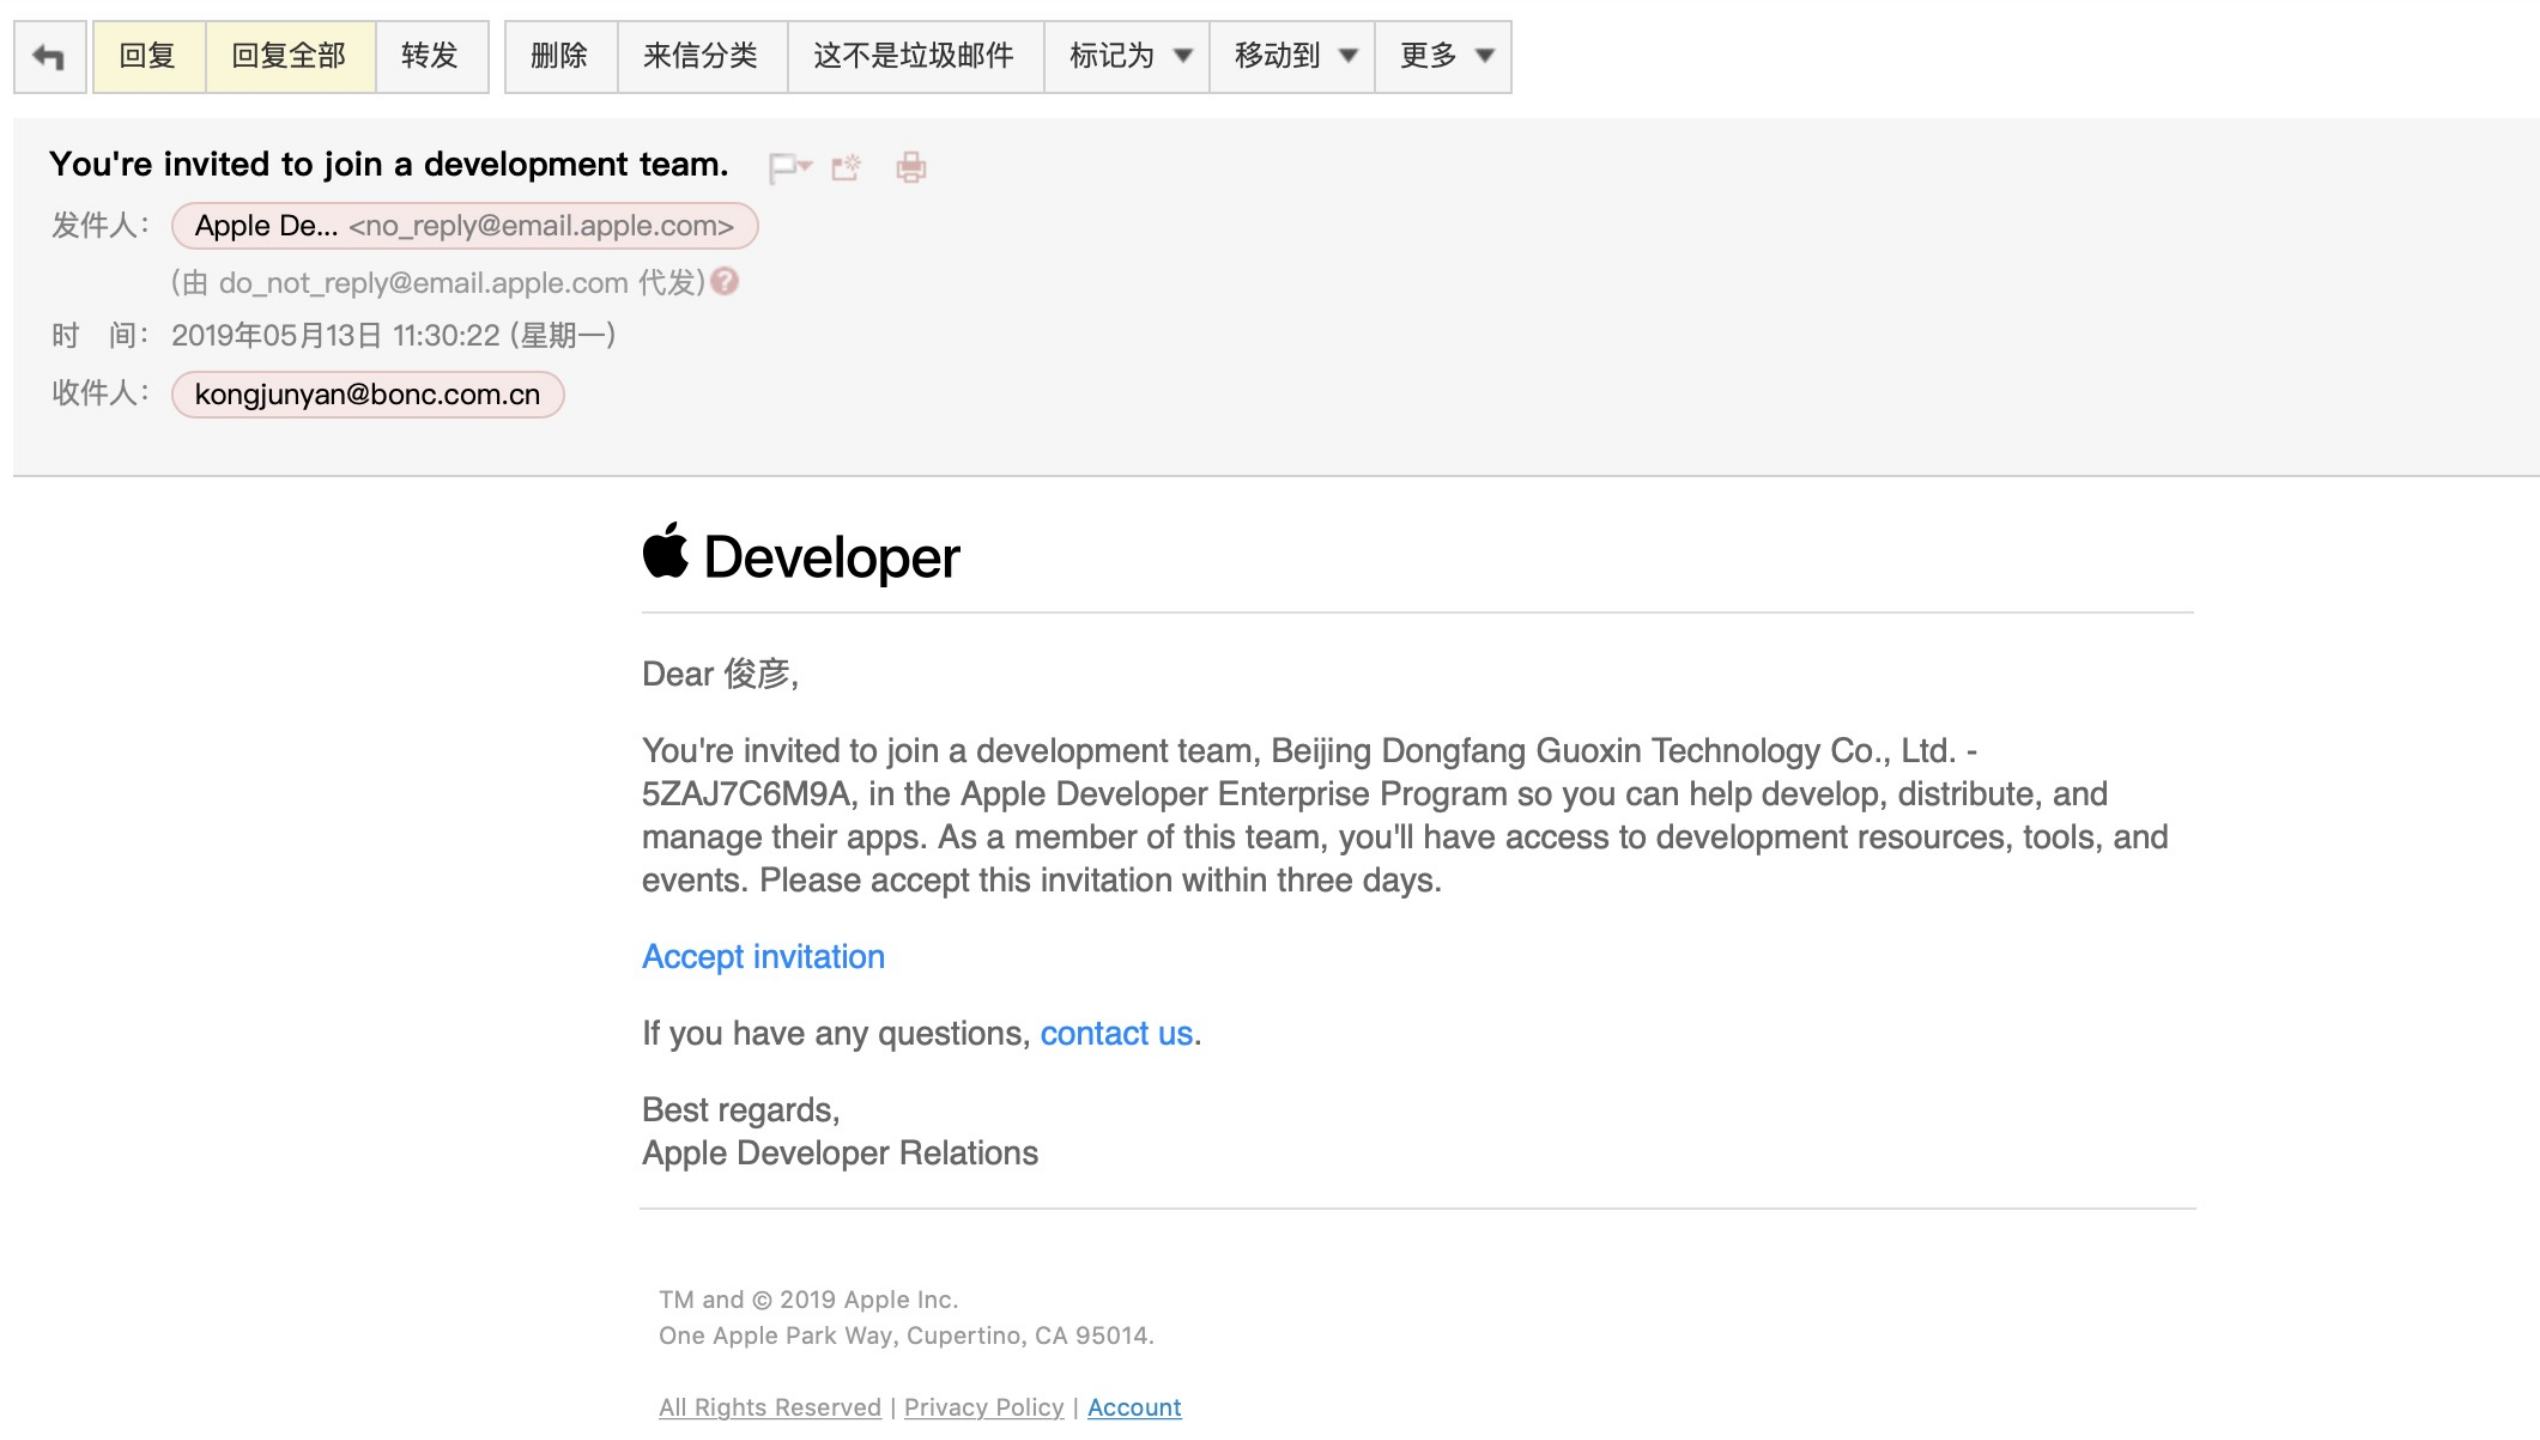 回复 回复全部 转发 删除 来信分类 这不是垃圾邮件 标记为 移动到 更多
You're invited to join a development team.
发件人： Apple De... <no_reply@email.apple.com>
(由 do_not_reply@email.apple.com 代发)?
时 间： 2019年05月13日 11:30:22 (星期一)
收件人： kongjunyan@bonc.com.cn
Developer
Dear 俊彦,
You're invited to join a development team, Beijing Dongfang Guoxin Technology Co., Ltd. -
5ZAJ7C6M9A, in the Apple Developer Enterprise Program so you can help develop, distribute, and
manage their apps. As a member of this team, you'll have access to development resources, tools, and
events. Please accept this invitation within three days.
Accept invitation
If you have any questions, contact us.
Best regards,
Apple Developer Relations
TM and © 2019 Apple Inc.
One Apple Park Way, Cupertino, CA 95014.
All Rights Reserved | Privacy Policy | Account